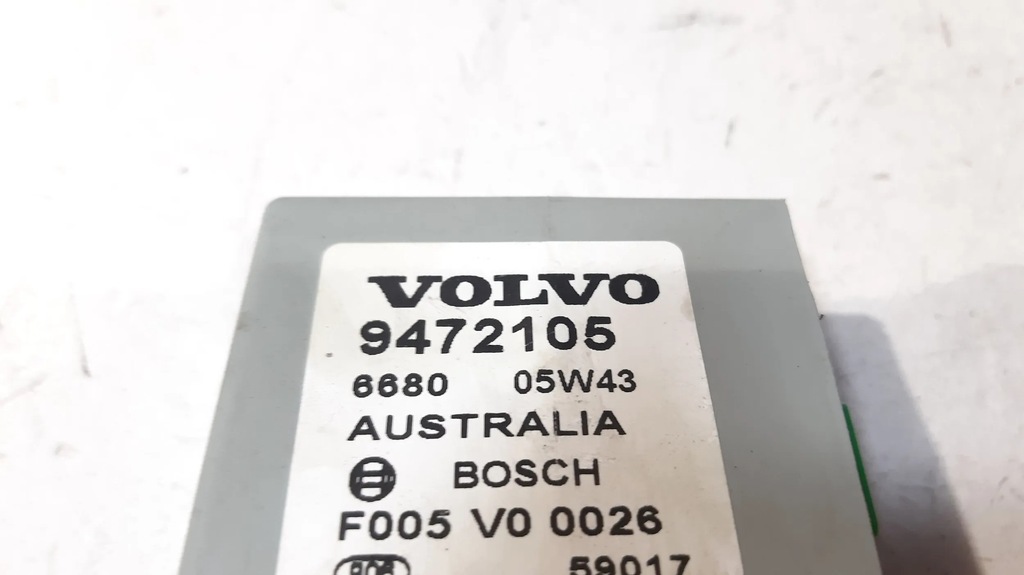 VOLVO
9472105
6680 05W43
AUSTRALIA
BOSCH
F005 V0 0026
59017